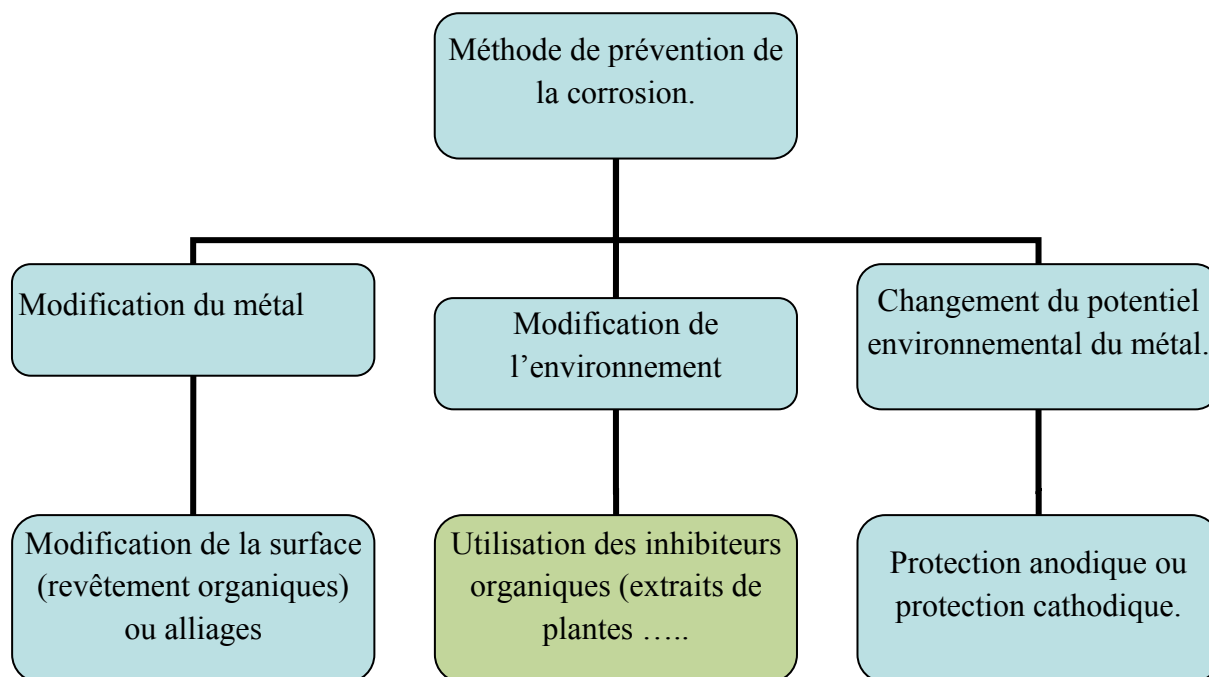 Méthode de prévention de
la corrosion.
Modification du métal
Modification de
l’environnement
Changement du potentiel
environnemental du métal.
Modification de la surface
(revêtement organiques)
ou alliages
Utilisation des inhibiteurs
organiques (extraits de
plantes …..
Protection anodique ou
protection cathodique.